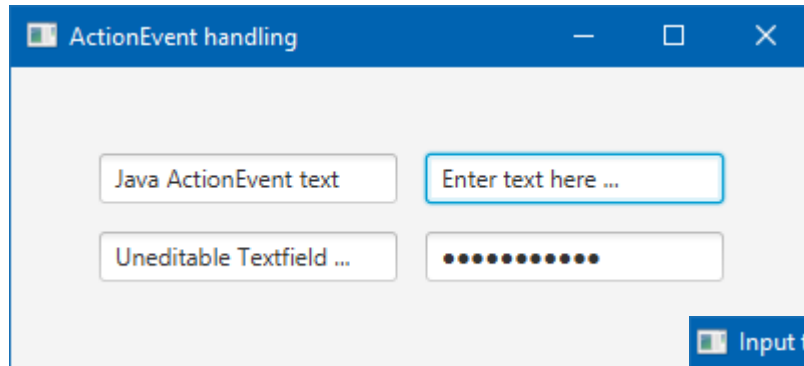 ActionEvent handling
Java ActionEvent text
Enter text here ...
Uneditable Textfield ...
●●●●●●●●●●●
Input